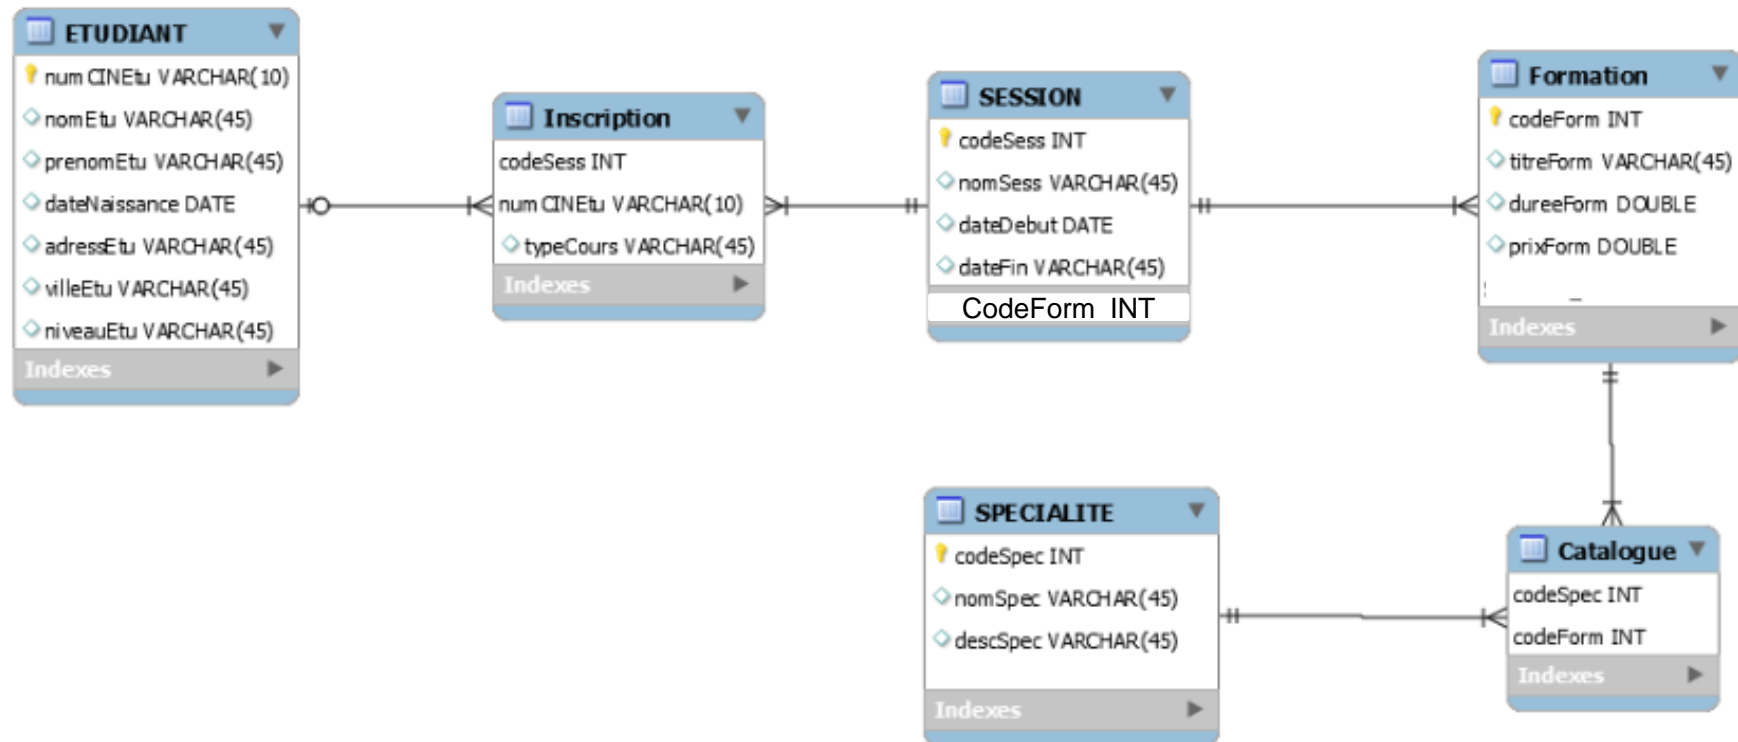 ETUDIANT
numCINEtu VARCHAR(10)
nomEtu VARCHAR(45)
prenomEtu VARCHAR(45)
dateNaissance DATE
adressEtu VARCHAR(45)
villeEtu VARCHAR(45)
niveauEtu VARCHAR(45)
Indexes
Inscription
codeSess INT
numCINEtu VARCHAR(10)
typeCours VARCHAR(45)
Indexes
SESSION
codeSess INT
nomSess VARCHAR(45)
dateDebut DATE
dateFin VARCHAR(45)
CodeForm INT
Formation
codeForm INT
titreForm VARCHAR(45)
dureeForm DOUBLE
prixForm DOUBLE
Indexes
SPECIALITE
codeSpec INT
nomSpec VARCHAR(45)
descSpec VARCHAR(45)
Indexes
Catalogue
codeSpec INT
codeForm INT
Indexes